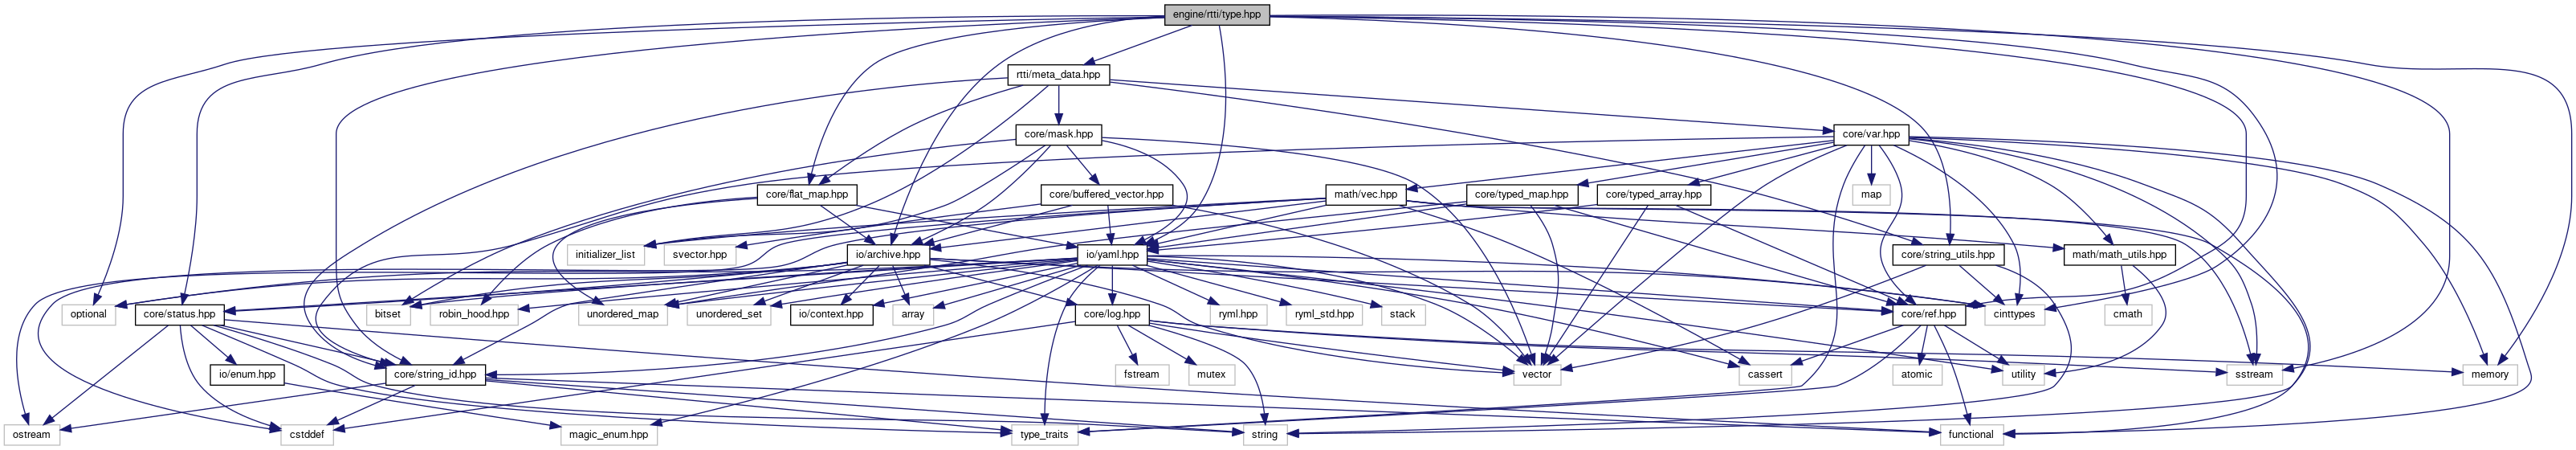 engine/rtti/type.hpp
rtti/meta_data.hpp
core/mask.hpp
core/var.hpp
core/flat_map.hpp
core/buffered_vector.hpp
math/vec.hpp
core/typed_map.hpp
core/typed_array.hpp
map
initializer_list
svector.hpp
io/archive.hpp
io/yaml.hpp
core/string_utils.hpp
math/math_utils.hpp
optional
core/status.hpp
bitset
robin_hood.hpp
unordered_map
unordered_set
io/context.hpp
array
core/log.hpp
ryml.hpp
ryml_std.hpp
stack
core/ref.hpp
cinttypes
cmath
io/enum.hpp
core/string_id.hpp
fstream
mutex
vector
cassert
atomic
utility
sstream
memory
ostream
cstddef
magic_enum.hpp
type_traits
string
functional